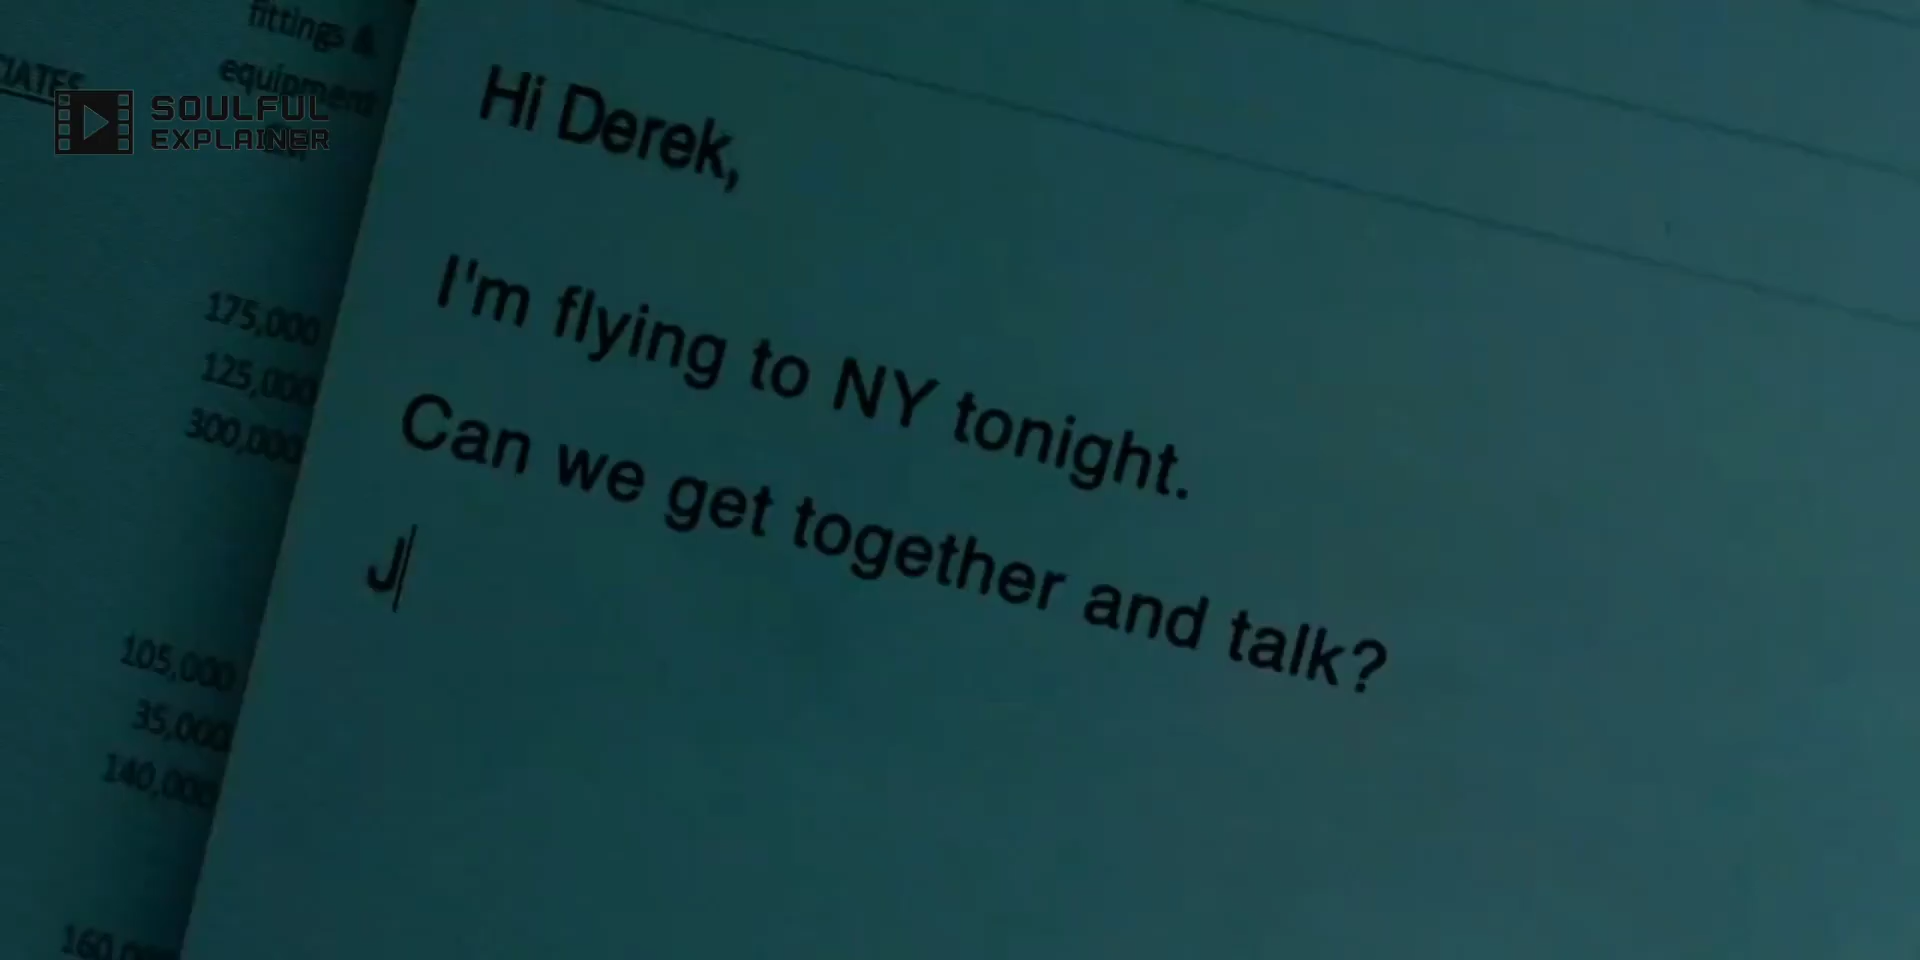 fittings &
equipment
SOULFUL
EXPLAINER
175,000
125,000
300,000
105,000
35,000
140,000
Hi Derek,
I'm flying to NY tonight.
Can we get together and talk?
J